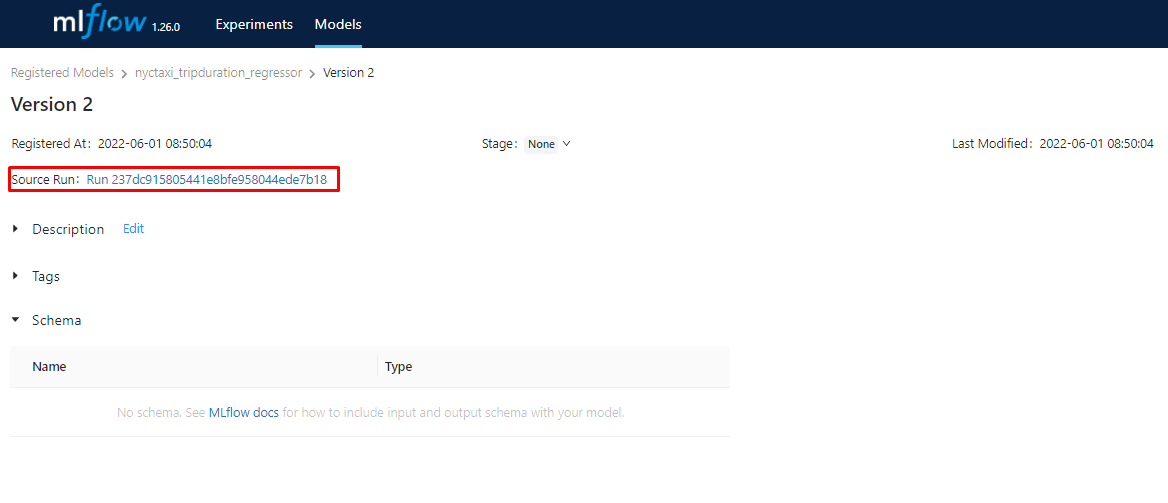 mlflow 1.26.0 Experiments Models
Registered Models > nyctaxi_tripduration_regressor > Version 2
Version 2
Registered At: 2022-06-01 08:50:04 Stage: None Last Modified: 2022-06-01 08:50:04
Source Run: Run 237dc915805441e8bfe958044ede7b18
Description Edit
Tags
Schema
Name Type
No schema. See MLflow docs for how to include input and output schema with your model.